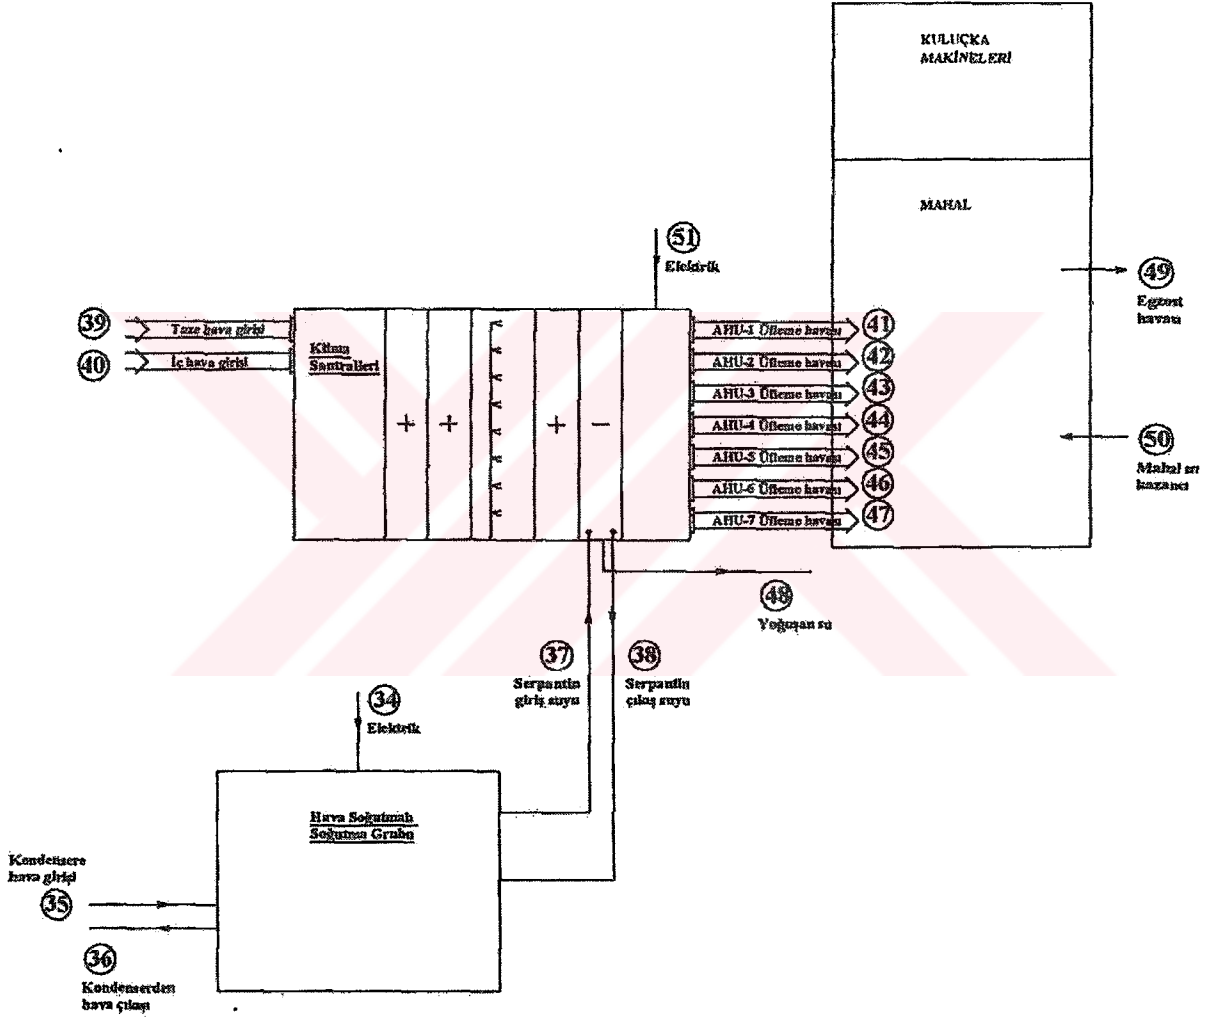 KULUÇKA
MAKİNELERİ
MAHAL
51
Elektrik
49
Egzost
havası
39
Taze hava girişi
40
İç hava girişi
Klima
Santralleri
+ + + −
AHU-1 Üfleme havası
41
AHU-2 Üfleme havası
42
AHU-3 Üfleme havası
43
AHU-4 Üfleme havası
44
AHU-5 Üfleme havası
45
AHU-6 Üfleme havası
46
AHU-7 Üfleme havası
47
50
Mahal ısı
kazancı
48
Yoğuşan su
37
Serpantin
giriş suyu
38
Serpantin
çıkış suyu
34
Elektrik
Hava Soğutmalı
Soğutma Grubu
Kondensere
hava girişi
35
36
Kondenserden
hava çıkışı